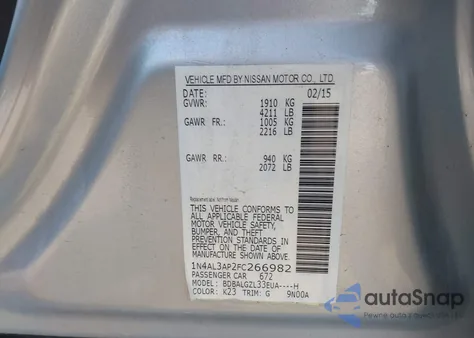 VEHICLE MFD BY NISSAN MOTOR CO., LTD.
DATE: 02/15
GVWR: 1910 KG
4211 LB
GAWR FR: 1005 KG
2216 LB
GAWR RR: 940 KG
2072 LB
THIS VEHICLE CONFORMS TO
ALL APPLICABLE FEDERAL
MOTOR VEHICLE SAFETY,
BUMPER, AND THEFT
PREVENTION STANDARDS IN
EFFECT ON THE DATE OF
MANUFACTURE SHOWN ABOVE.
1N4AL3AP2FC266982
PASSENGER CAR 672
MODEL: BDBALGZL33EUA----H
COLOR: K23 TRIM: G 9N00A
autoSnap